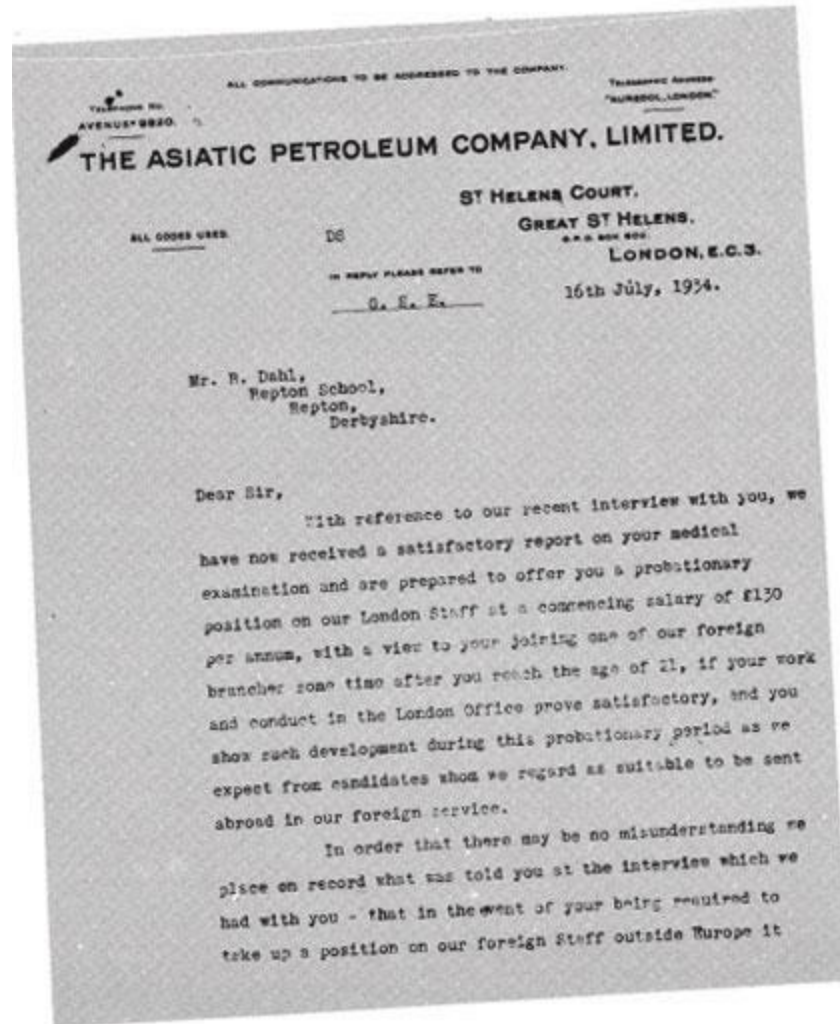 ALL COMMUNICATIONS TO BE ADDRESSED TO THE COMPANY.
TELEPHONE No. TELEGRAPHIC ADDRESS
AVENUE 9820. LONDON."
THE ASIATIC PETROLEUM COMPANY, LIMITED.
ST HELENS COURT,
GREAT ST HELENS,
ALL CODES USED. DS
G.P.O. BOX
LONDON, E.C.3.
IN REPLY PLEASE REFER TO
16th July, 1934.
Mr. R. Dahl,
Repton School,
Repton,
Derbyshire.
Dear Sir,
With reference to our recent interview with you, we
have now received a satisfactory report on your medical
examination and are prepared to offer you a probationary
position on our London Staff at a commencing salary of £130
per annum, with a view to your joining one of our foreign
branches some time after you reach the age of 21, if your work
and conduct in the London Office prove satisfactory, and you
show such development during this probationary period as we
expect from candidates whom we regard as suitable to be sent
abroad in our foreign service.
In order that there may be no misunderstanding we
place on record what was told you at the interview which we
had with you - that in the event of your being required to
take up a position on our foreign Staff outside Europe it